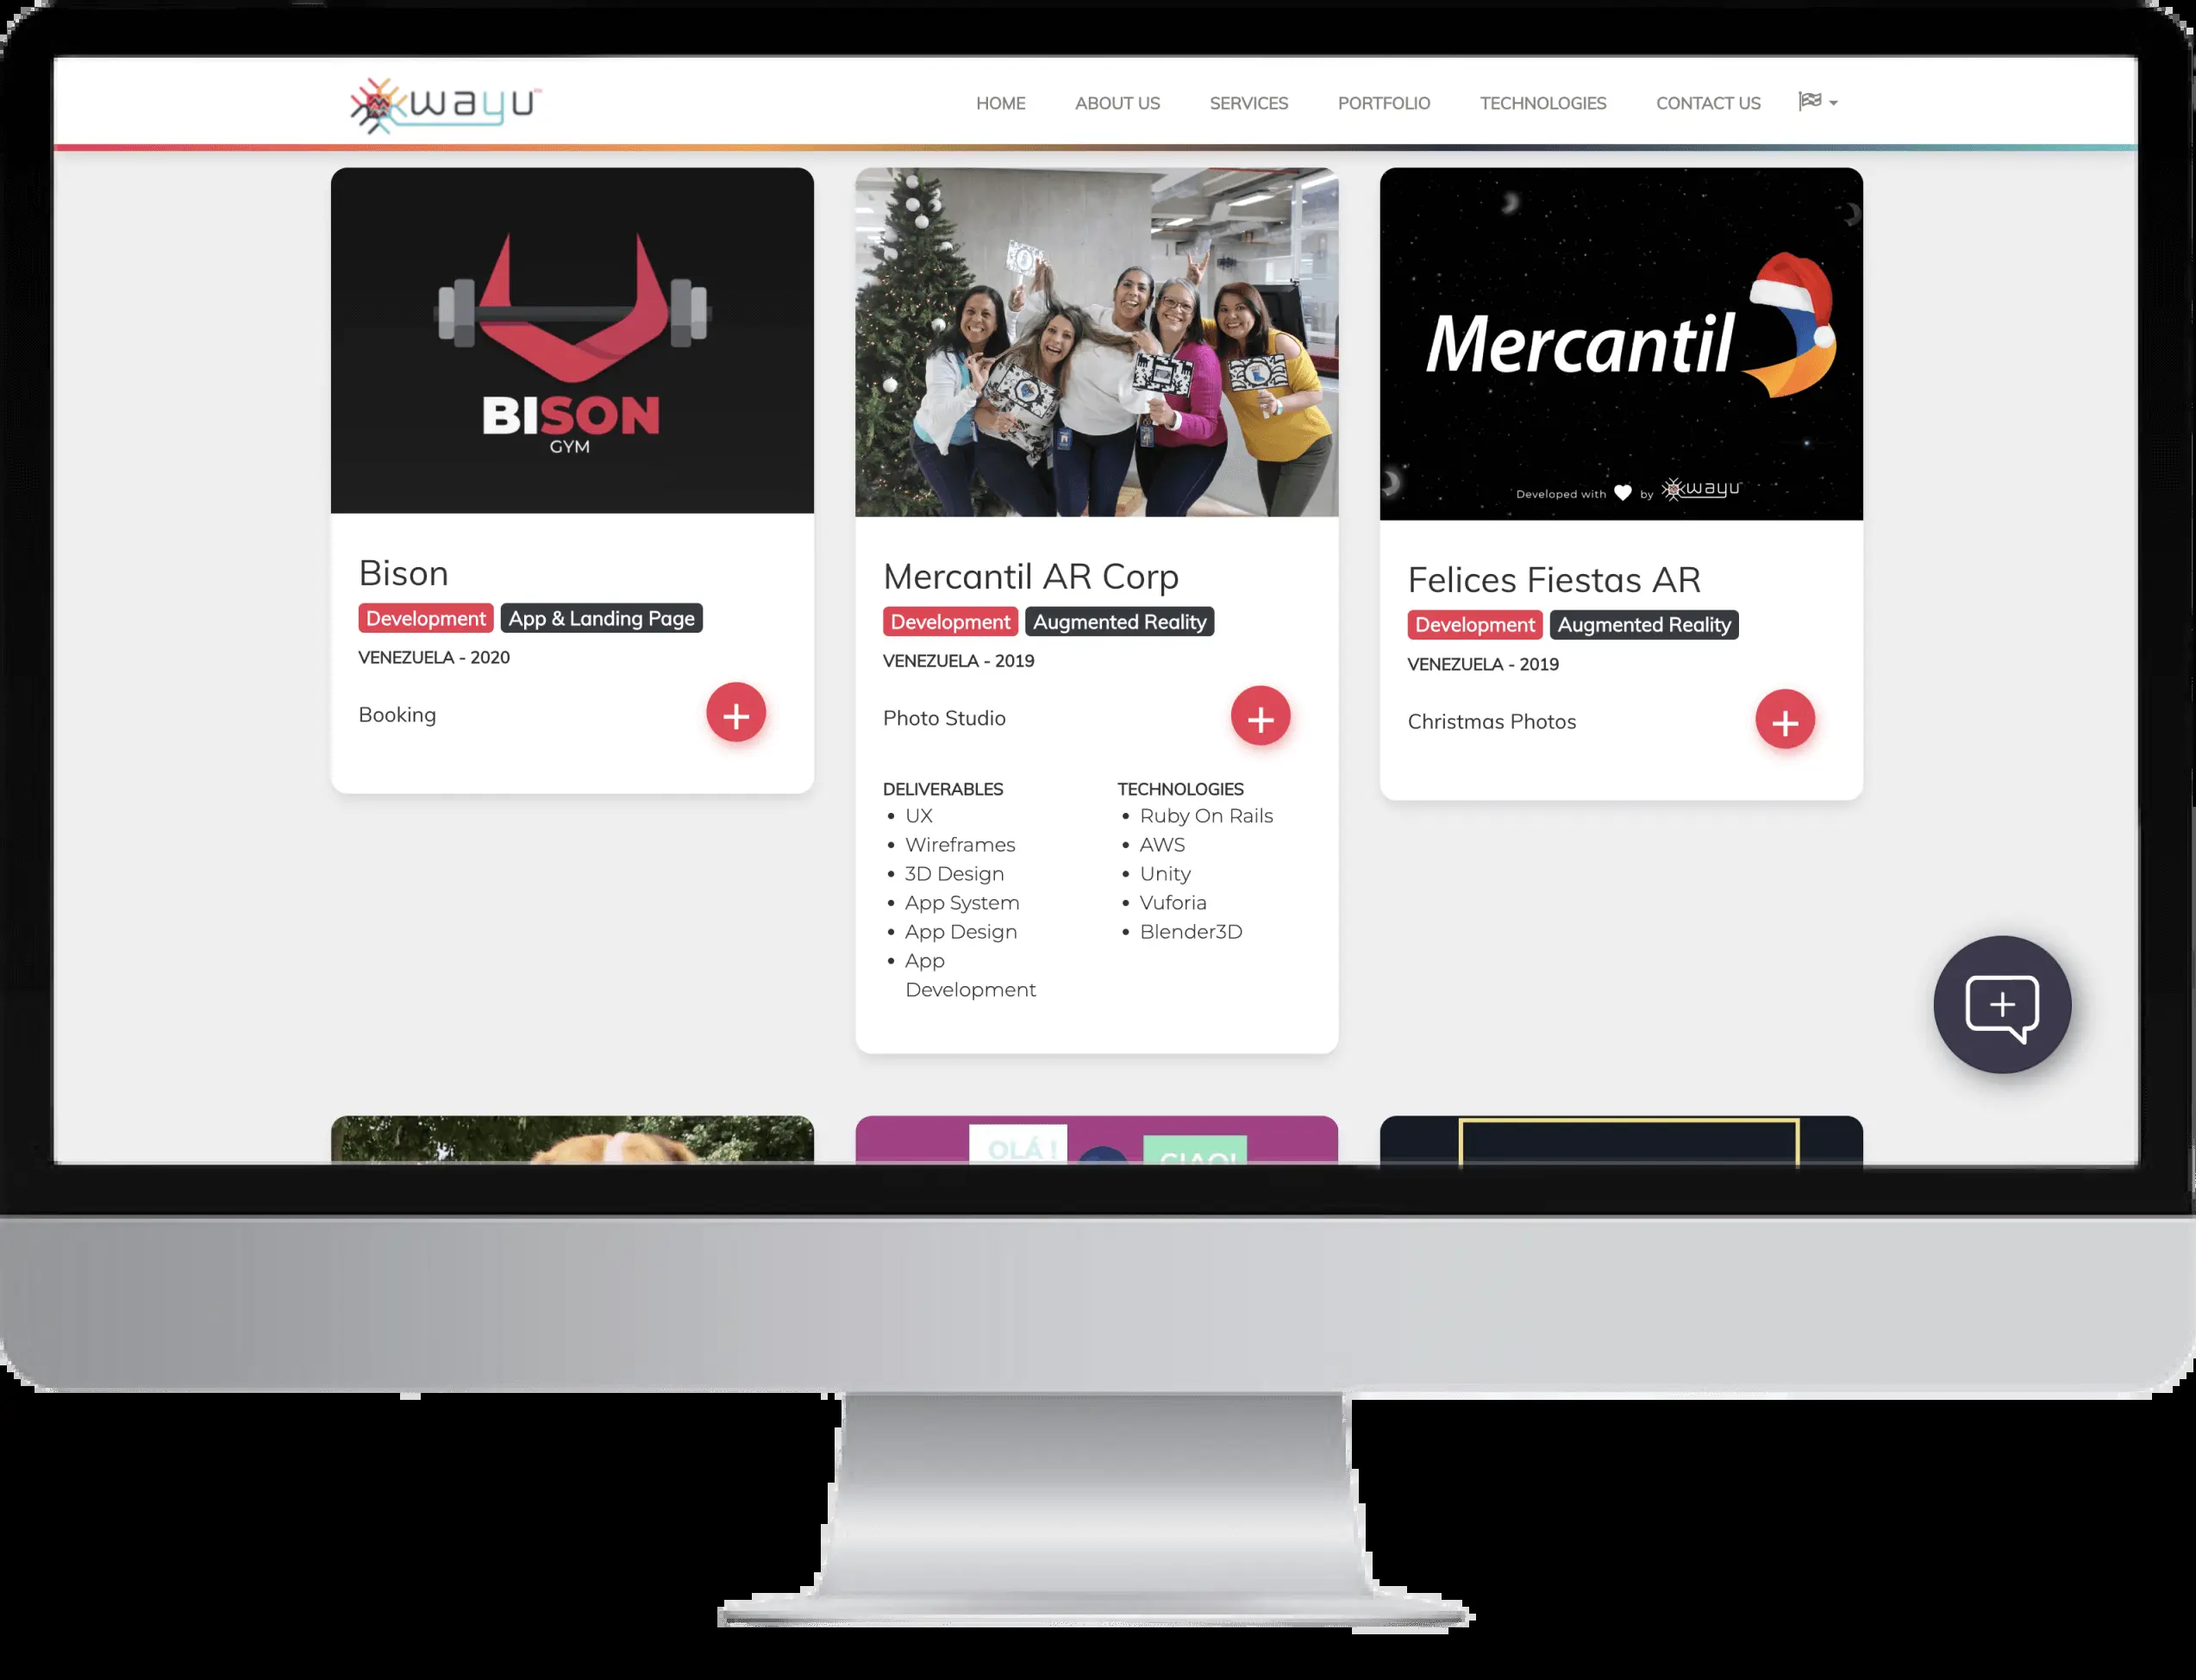 wayu
HOME ABOUT US SERVICES PORTFOLIO TECHNOLOGIES CONTACT US
BISON
GYM
Bison
Development App & Landing Page
VENEZUELA - 2020
Booking
Mercantil AR Corp
Development Augmented Reality
VENEZUELA - 2019
Photo Studio
DELIVERABLES
UX
Wireframes
3D Design
App System
App Design
App
Development
TECHNOLOGIES
Ruby On Rails
AWS
Unity
Vuforia
Blender3D
Mercantil
Developed with by wayu
Felices Fiestas AR
Development Augmented Reality
VENEZUELA - 2019
Christmas Photos
OLÁ !
CIAO!